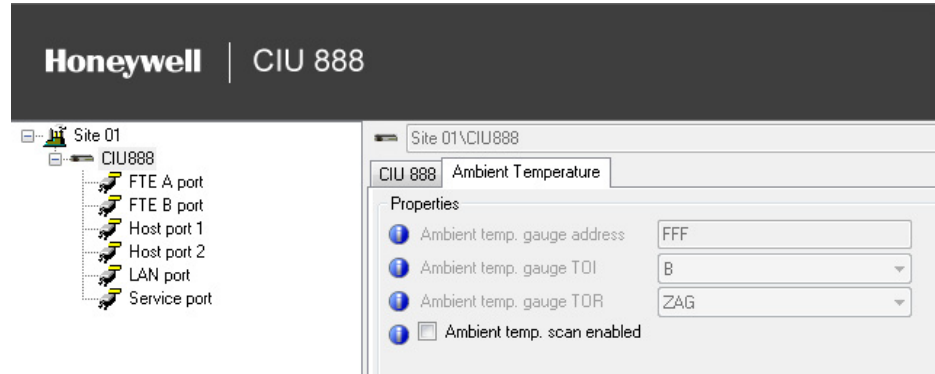 Honeywell | CIU 888
Site 01
CIU888
FTE A port
FTE B port
Host port 1
Host port 2
LAN port
Service port
Site 01\CIU888
CIU 888 Ambient Temperature
Properties
Ambient temp. gauge address FFF
Ambient temp. gauge TOI B
Ambient temp. gauge TOR ZAG
Ambient temp. scan enabled